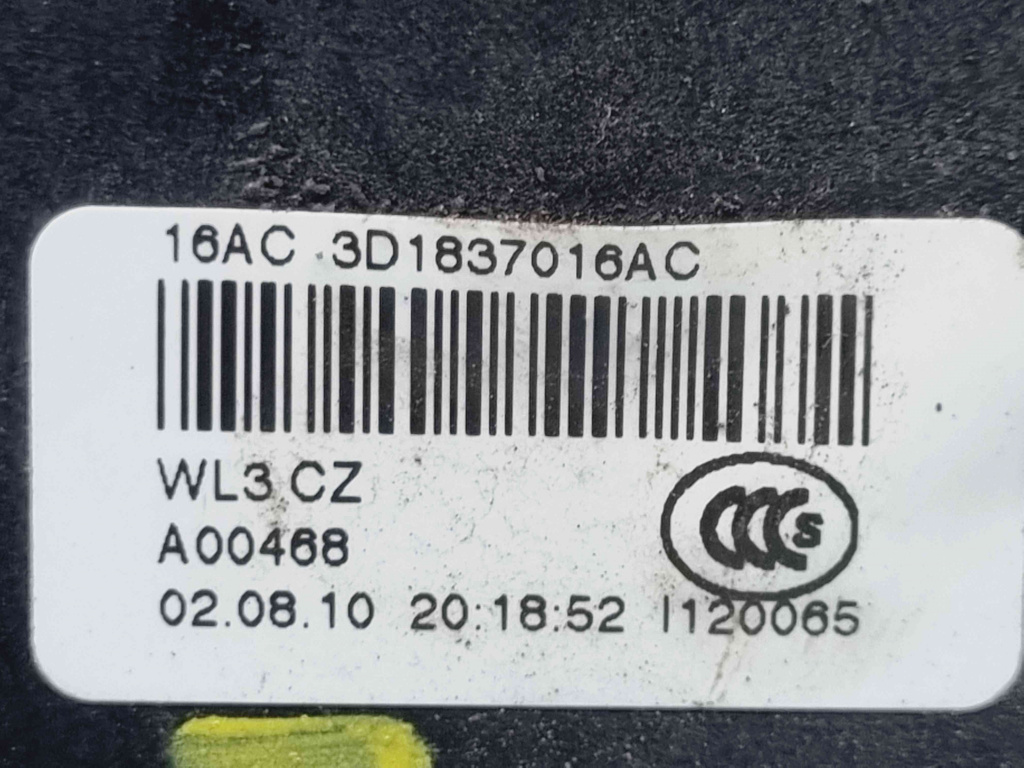 16AC 3D1837016AC
WL3 CZ
A00468
CCC S
02.08.10 20:18:52 I120065